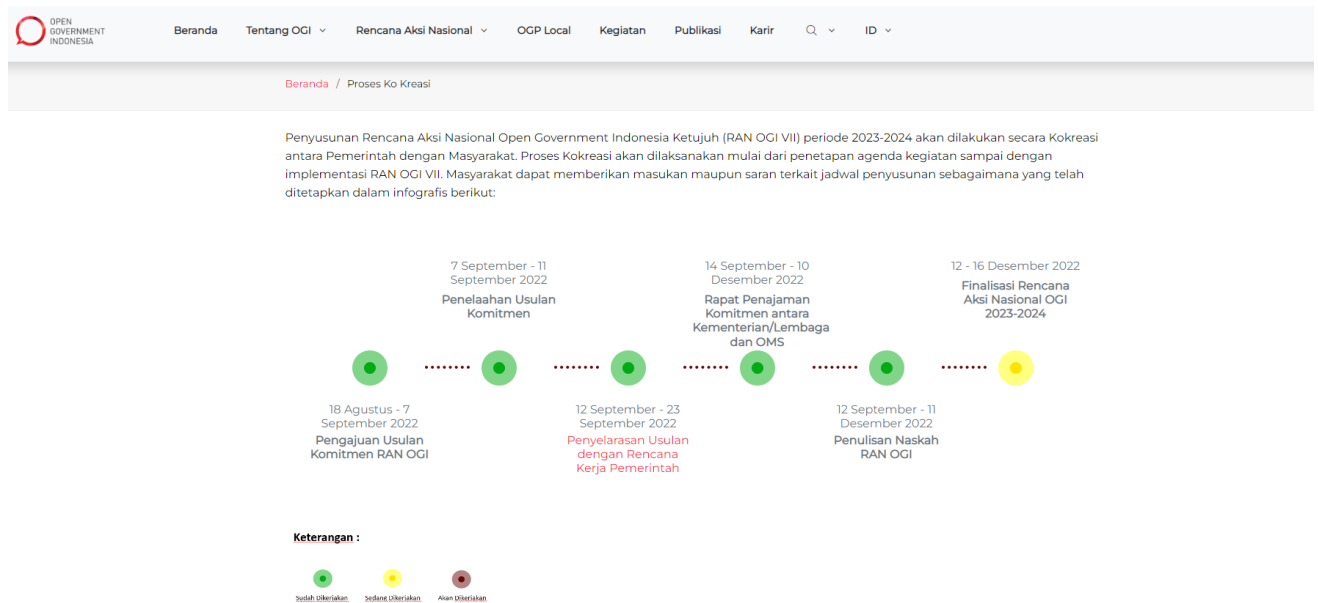 OPEN
GOVERNMENT
INDONESIA
Beranda Tentang OGI Rencana Aksi Nasional OGP Local Kegiatan Publikasi Karir ID
Beranda / Proses Ko Kreasi
Penyusunan Rencana Aksi Nasional Open Government Indonesia Ketujuh (RAN OGI VII) periode 2023-2024 akan dilakukan secara Kokreasi
antara Pemerintah dengan Masyarakat. Proses Kokreasi akan dilaksanakan mulai dari penetapan agenda kegiatan sampai dengan
implementasi RAN OGI VII. Masyarakat dapat memberikan masukan maupun saran terkait jadwal penyusunan sebagaimana yang telah
ditetapkan dalam infografis berikut:
7 September - 11
September 2022
Penelaahan Usulan
Komitmen
14 September - 10
Desember 2022
Rapat Penajaman
Komitmen antara
Kementerian/Lembaga
dan OMS
12 - 16 Desember 2022
Finalisasi Rencana
Aksi Nasional OGI
2023-2024
18 Agustus - 7
September 2022
Pengajuan Usulan
Komitmen RAN OGI
12 September - 23
September 2022
Penyelarasan Usulan
dengan Rencana
Kerja Pemerintah
12 September - 11
Desember 2022
Penulisan Naskah
RAN OGI
Keterangan :
Sudah Dikerjakan Sedang Dikerjakan Akan Dikerjakan